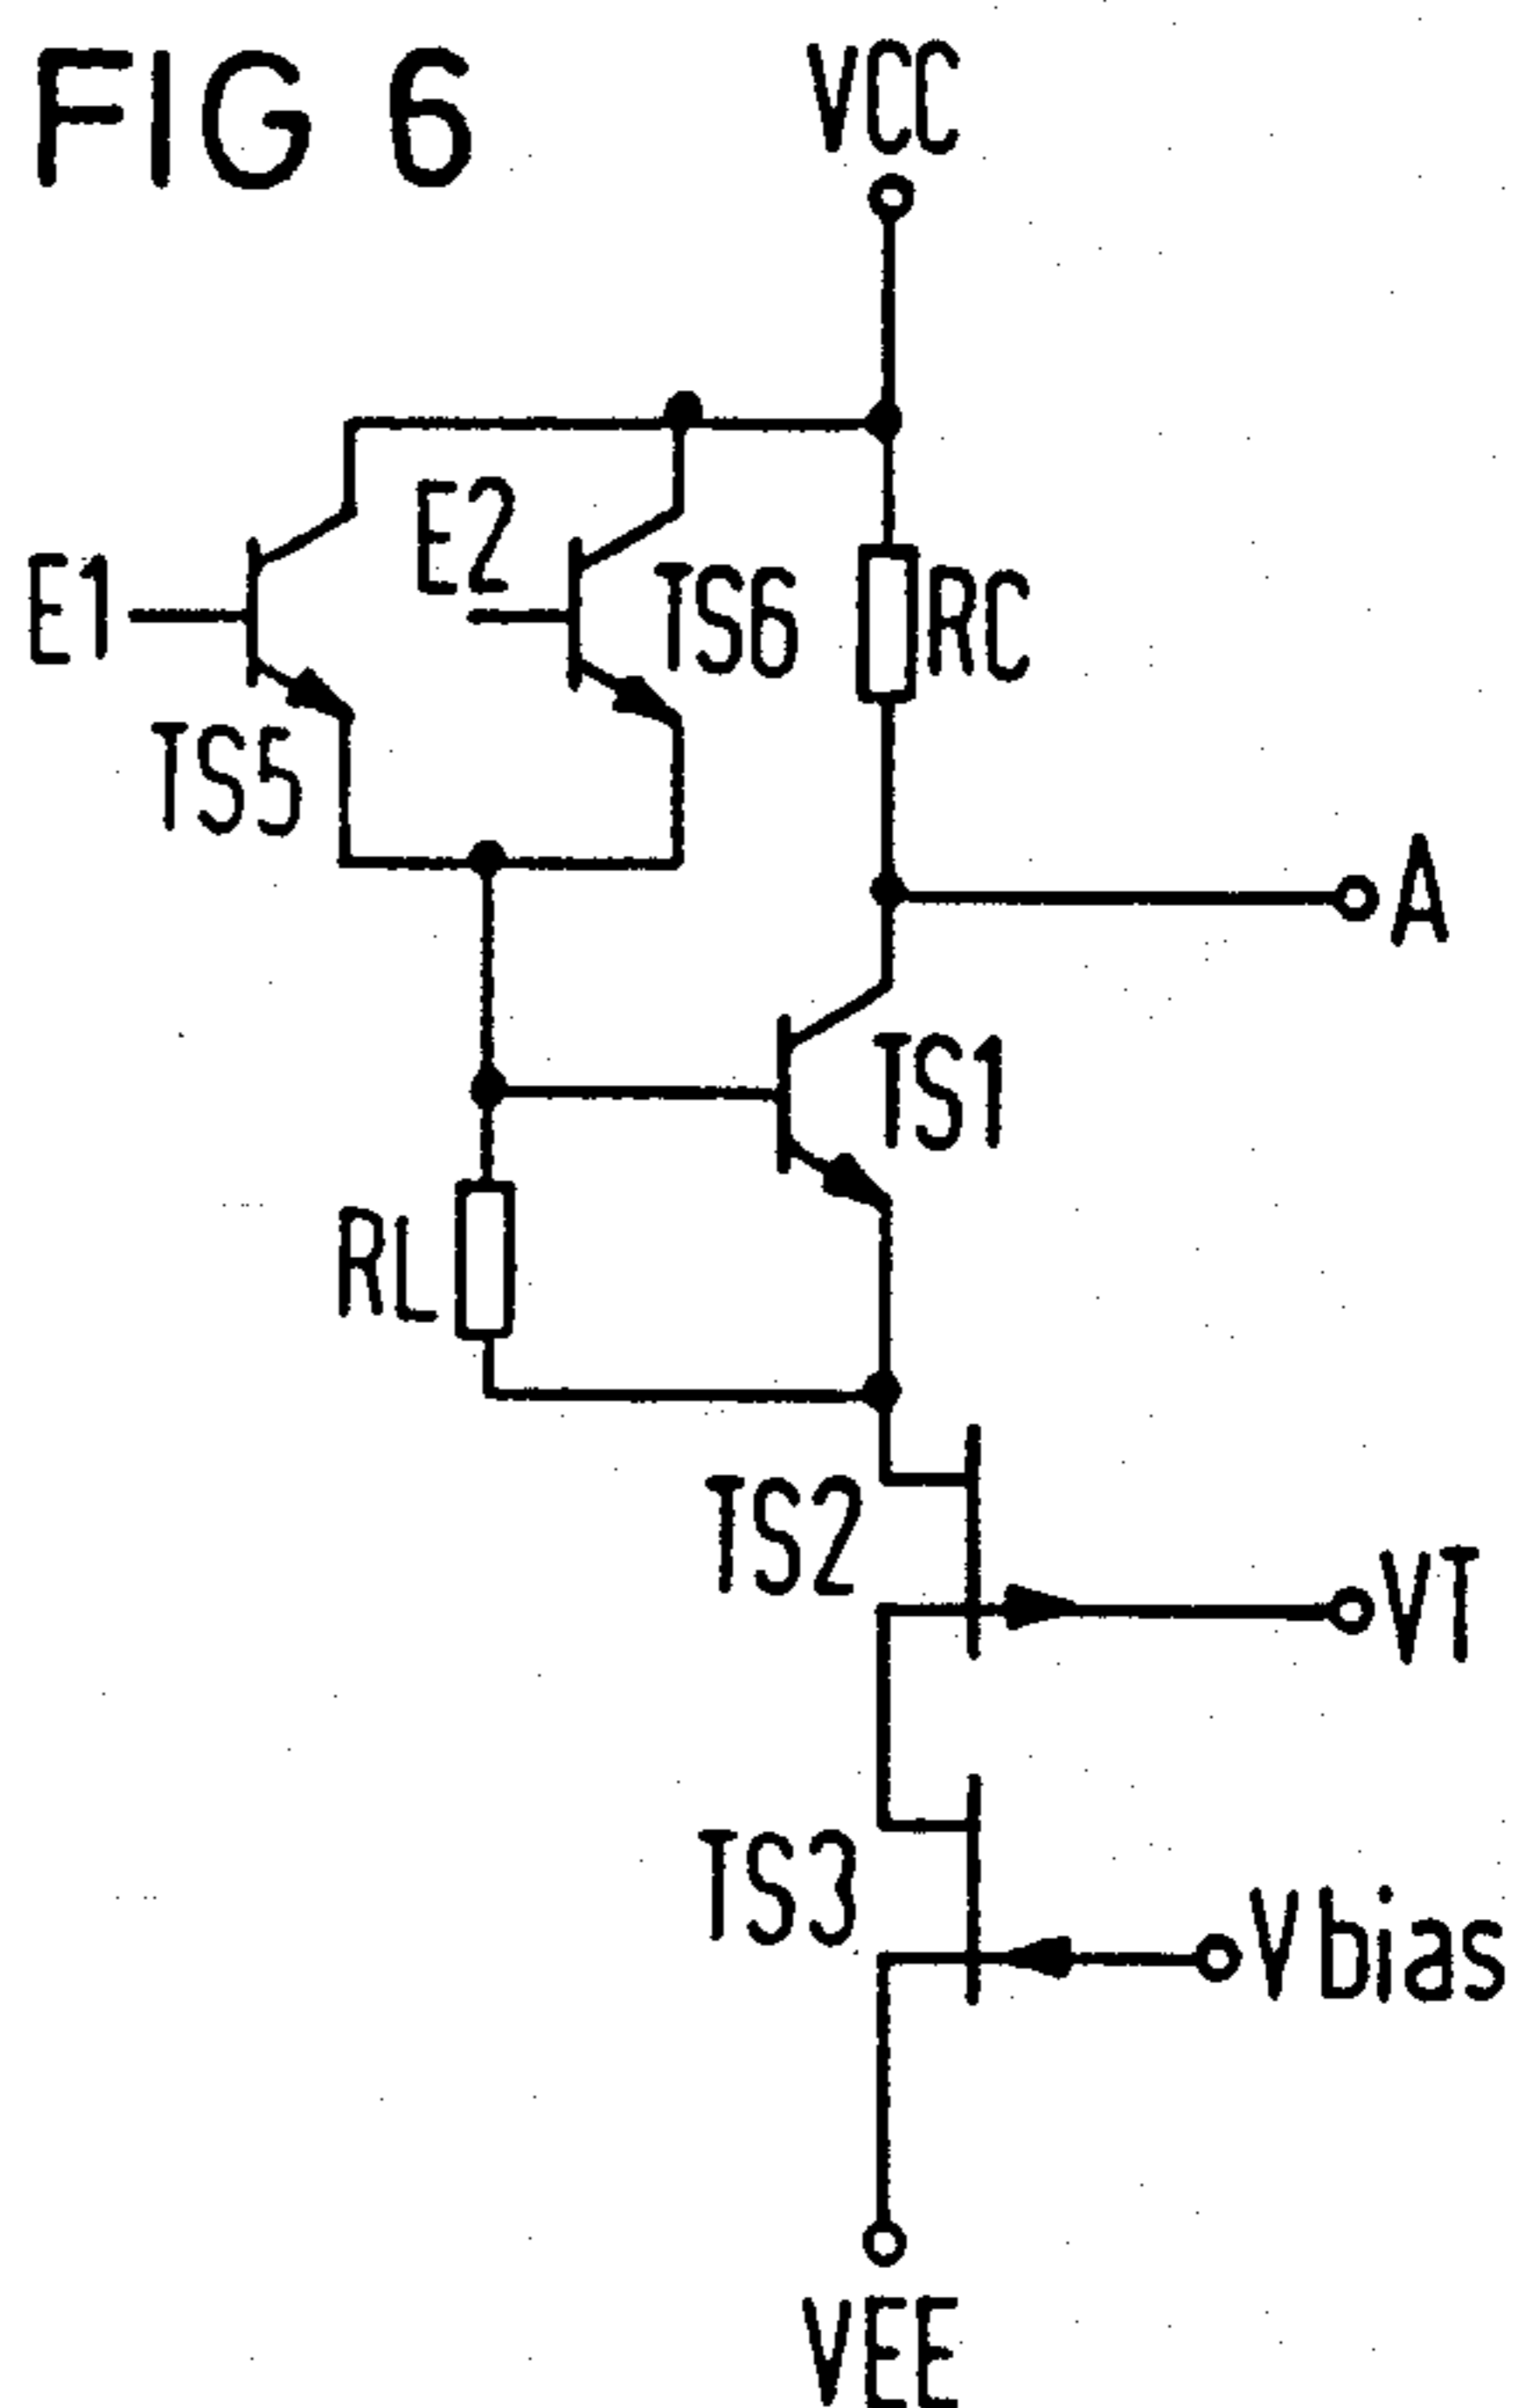 FIG 6
VCC
E1
E2
TS6
RC
TS5
A
TS1
RL
TS2
VT
TS3
Vbias
VEE